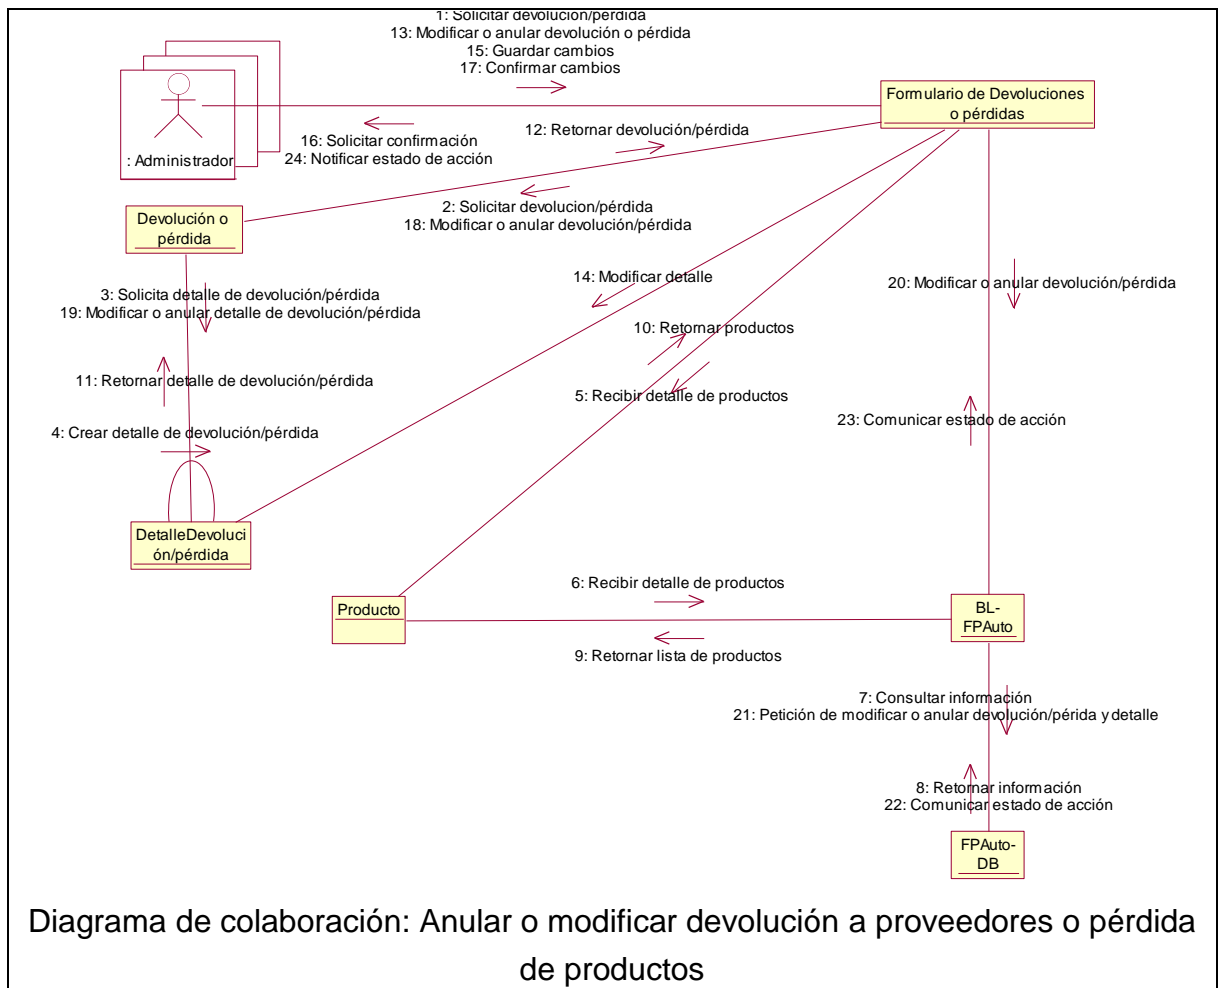 1: Solicitar devolución/pérdida
13: Modificar o anular devolución o pérdida
15: Guardar cambios
17: Confirmar cambios
Formulario de Devoluciones
o pérdidas
12: Retornar devolución/pérdida
16: Solicitar confirmación
24: Notificar estado de acción
: Administrador
Devolución o
pérdida
2: Solicitar devolucion/pérdida
18: Modificar o anular devolución/pérdida
14: Modificar detalle
20: Modificar o anular devolución/pérdida
3: Solicita detalle de devolución/pérdida
19: Modificar o anular detalle de devolución/pérdida
10: Retornar productos
11: Retornar detalle de devolución/pérdida
5: Recibir detalle de productos
23: Comunicar estado de acción
4: Crear detalle de devolución/pérdida
DetalleDevoluci
ón/pérdida
6: Recibir detalle de productos
Producto
BL-
FPAuto
9: Retornar lista de productos
7: Consultar información
21: Petición de modificar o anular devolución/périda y detalle
8: Retornar información
22: Comunicar estado de acción
FPAuto-
DB
Diagrama de colaboración: Anular o modificar devolución a proveedores o pérdida
de productos